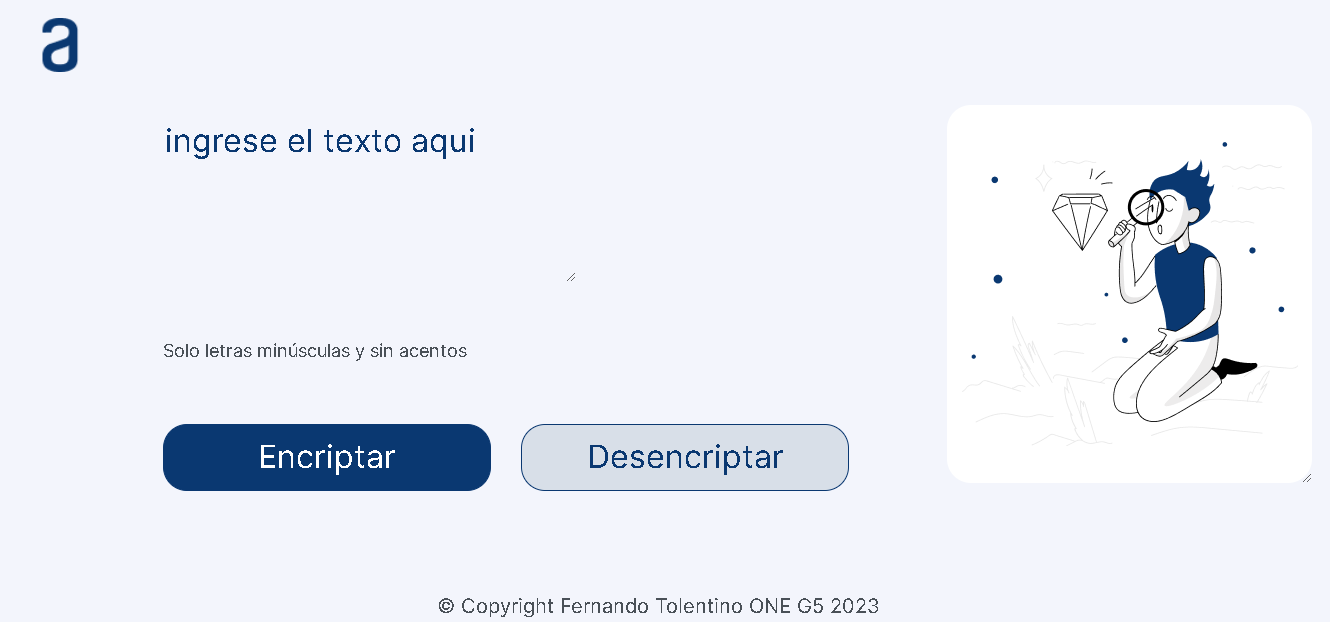 a
ingrese el texto aqui
Solo letras minúsculas y sin acentos
Encriptar
Desencriptar
© Copyright Fernando Tolentino ONE G5 2023